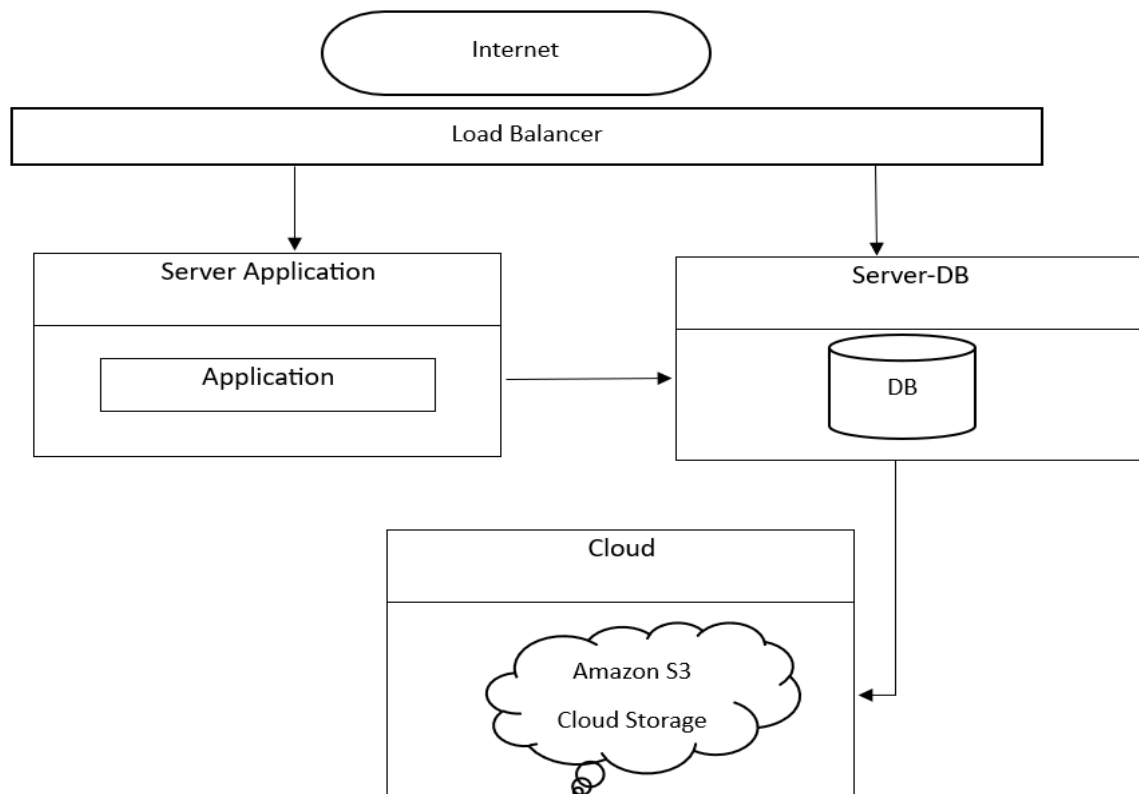 Internet
Load Balancer
Server Application
Application
Server-DB
DB
Cloud
Amazon S3
Cloud Storage